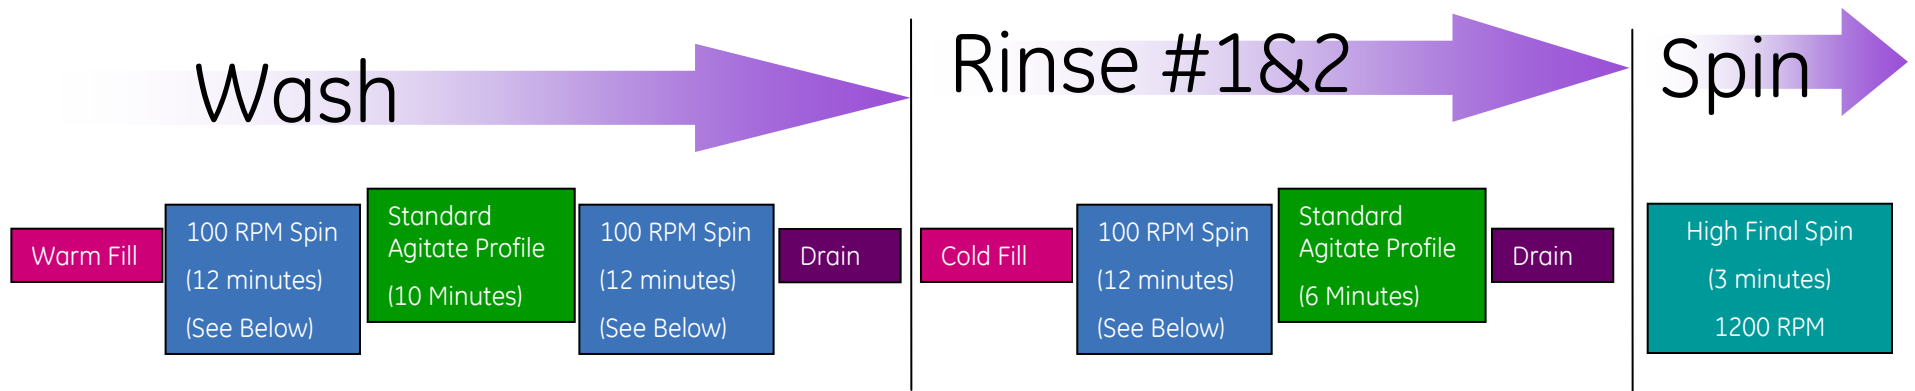 Wash
Rinse #1&2
Spin
Warm Fill
100 RPM Spin
(12 minutes)
(See Below)
Standard
Agitate Profile
(10 Minutes)
100 RPM Spin
(12 minutes)
(See Below)
Drain
Cold Fill
100 RPM Spin
(12 minutes)
(See Below)
Standard
Agitate Profile
(6 Minutes)
Drain
High Final Spin
(3 minutes)
1200 RPM